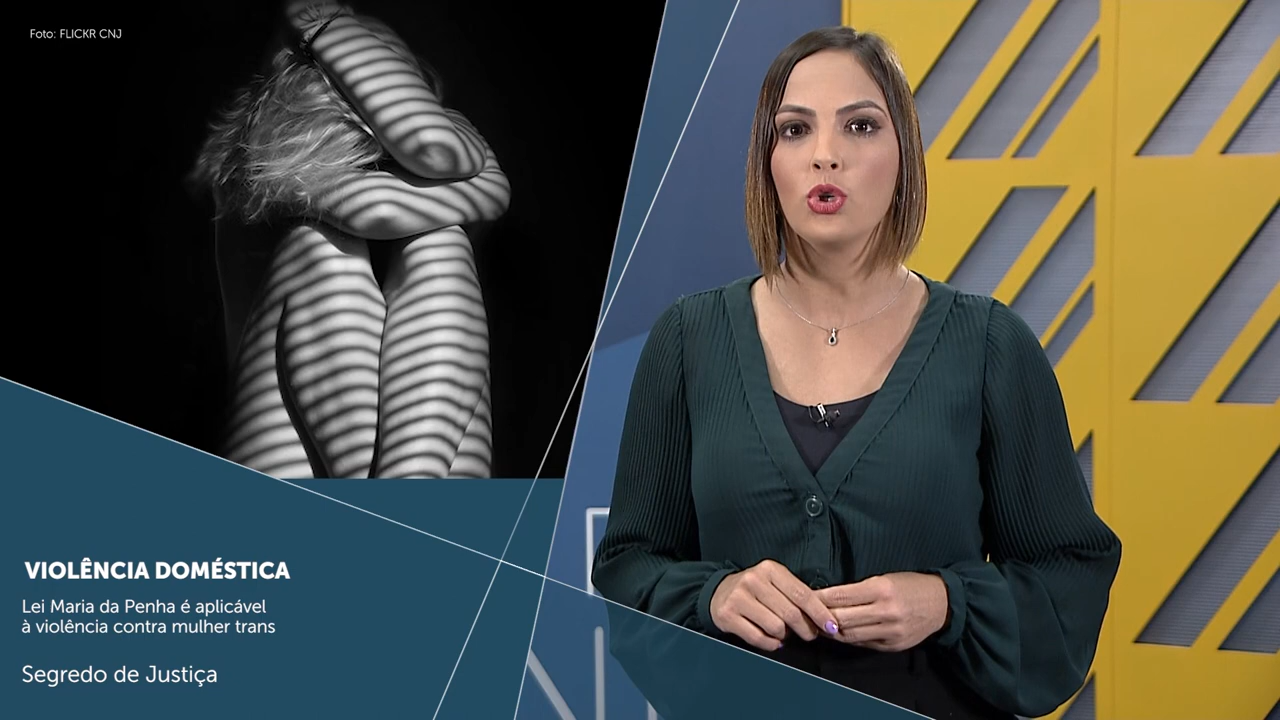 Foto: FLICKR CNJ
VIOLÊNCIA DOMÉSTICA
Lei Maria da Penha é aplicável
à violência contra mulher trans
Segredo de Justiça